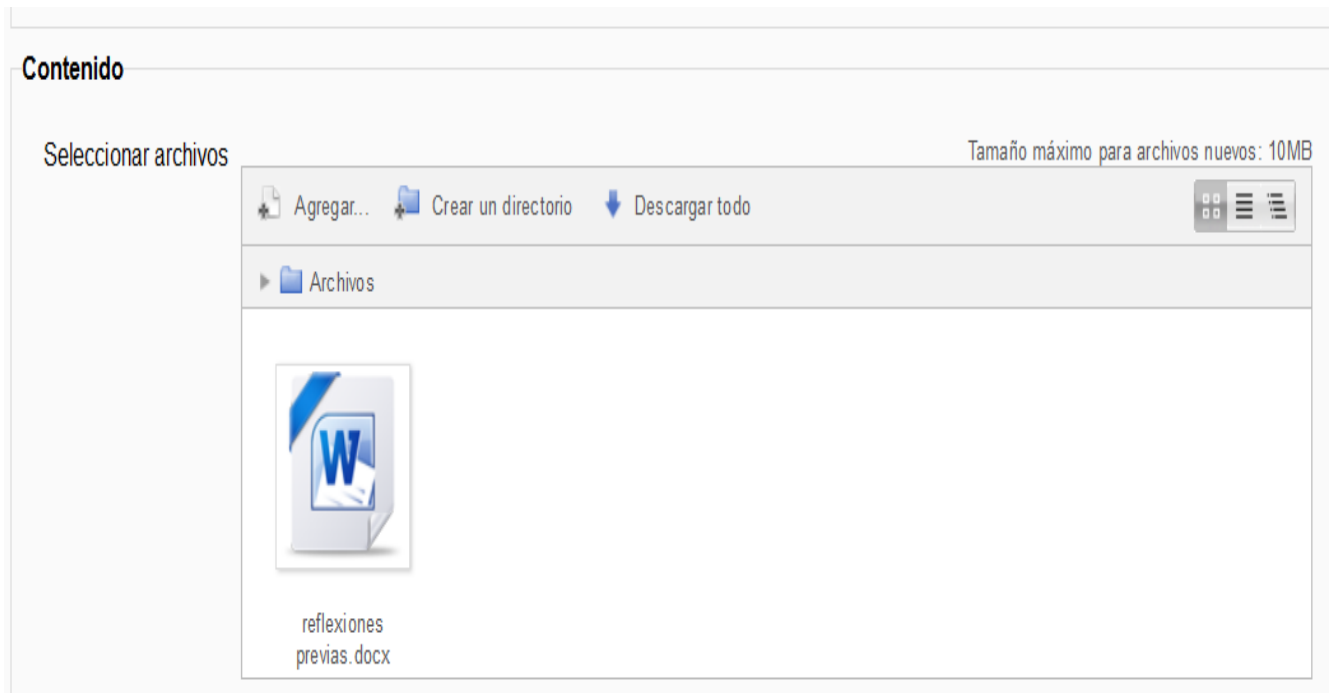 Contenido
Seleccionar archivos
Tamaño máximo para archivos nuevos: 10MB
Agregar... Crear un directorio Descargar todo
Archivos
W
reflexiones
previas.docx